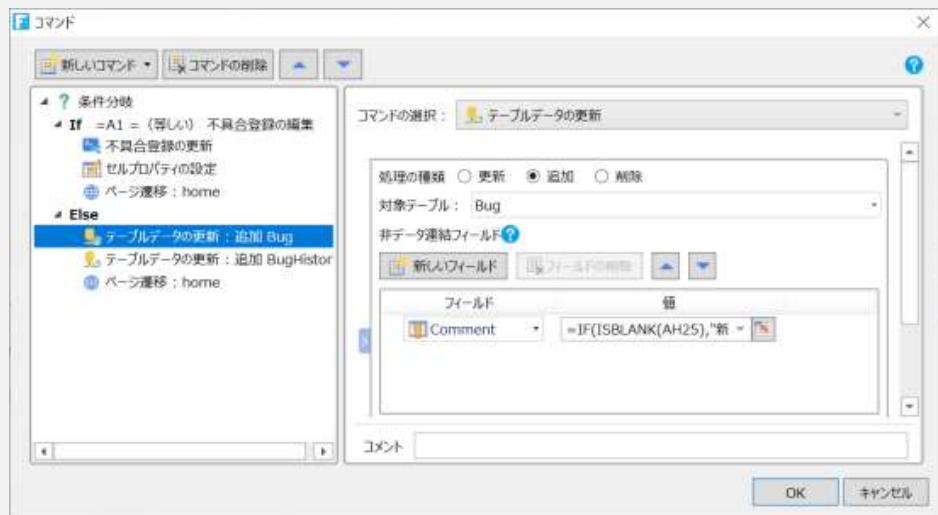 コマンド
新しいコマンド
コマンドの削除
条件分岐
If =A1 = （等しい） 不具合登録の編集
不具合登録の更新
セルプロパティの設定
ページ遷移：home
Else
テーブルデータの更新：追加 Bug
テーブルデータの更新：追加 BugHistor
ページ遷移：home
コマンドの選択： テーブルデータの更新
処理の種類 更新 追加 削除
対象テーブル： Bug
非データ連結フィールド
新しいフィールド フィールドの削除
フィールド 値
Comment =IF(ISBLANK(AH25),"新
コメント
OK キャンセル